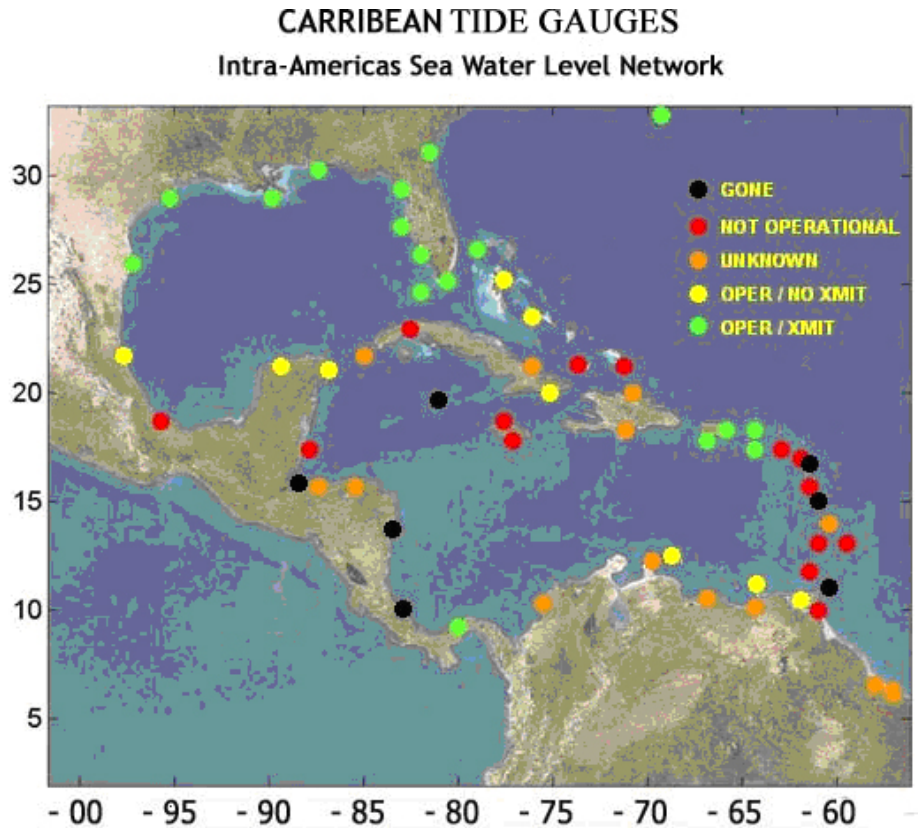 CARRIBEAN TIDE GAUGES
Intra-Americas Sea Water Level Network
30
25
20
15
10
5
GONE
NOT OPERATIONAL
UNKNOWN
OPER / NO XMIT
OPER / XMIT
- 00 - 95 - 90 - 85 - 80 - 75 - 70 - 65 - 60